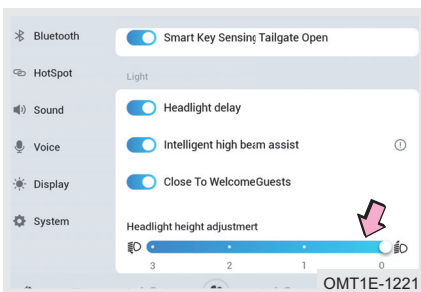 Bluetooth
Smart Key Sensing Tailgate Open
HotSpot
Light
Sound
Headlight delay
Voice
Intelligent high beam assist
Display
Close To WelcomeGuests
System
Headlight height adjustment
3 2 1 0
OMT1E-1221